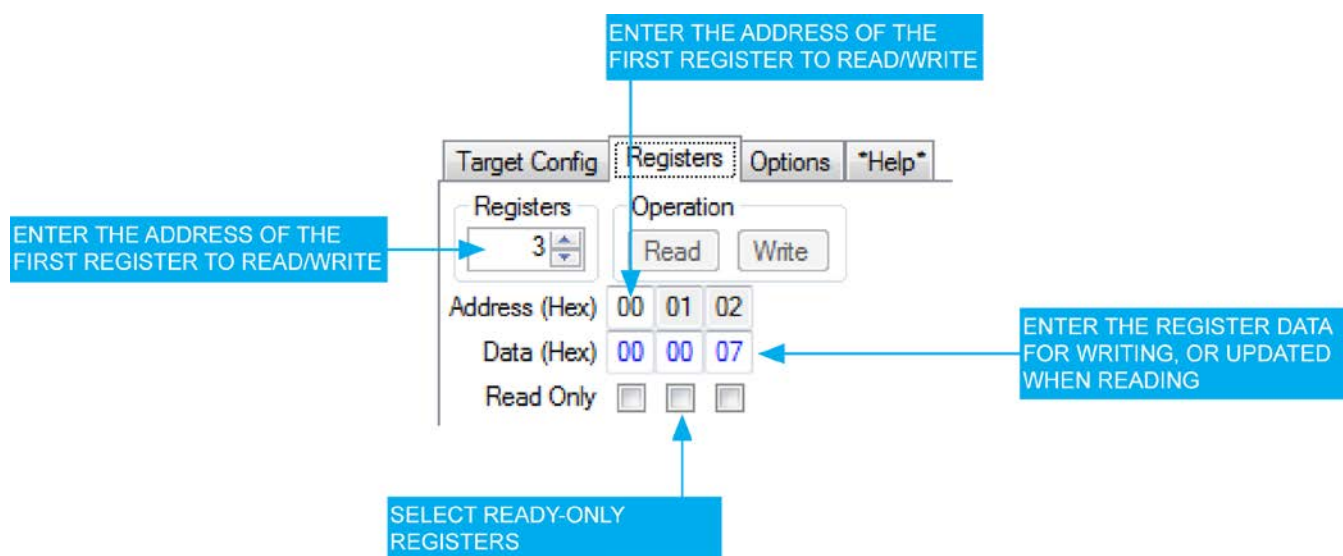 ENTER THE ADDRESS OF THE
FIRST REGISTER TO READ/WRITE
Target Config Registers Options *Help*
Registers Operation
ENTER THE ADDRESS OF THE
FIRST REGISTER TO READ/WRITE
3 Read Write
Address (Hex) 00 01 02
Data (Hex) 00 00 07
ENTER THE REGISTER DATA
FOR WRITING, OR UPDATED
WHEN READING
Read Only
SELECT READY-ONLY
REGISTERS